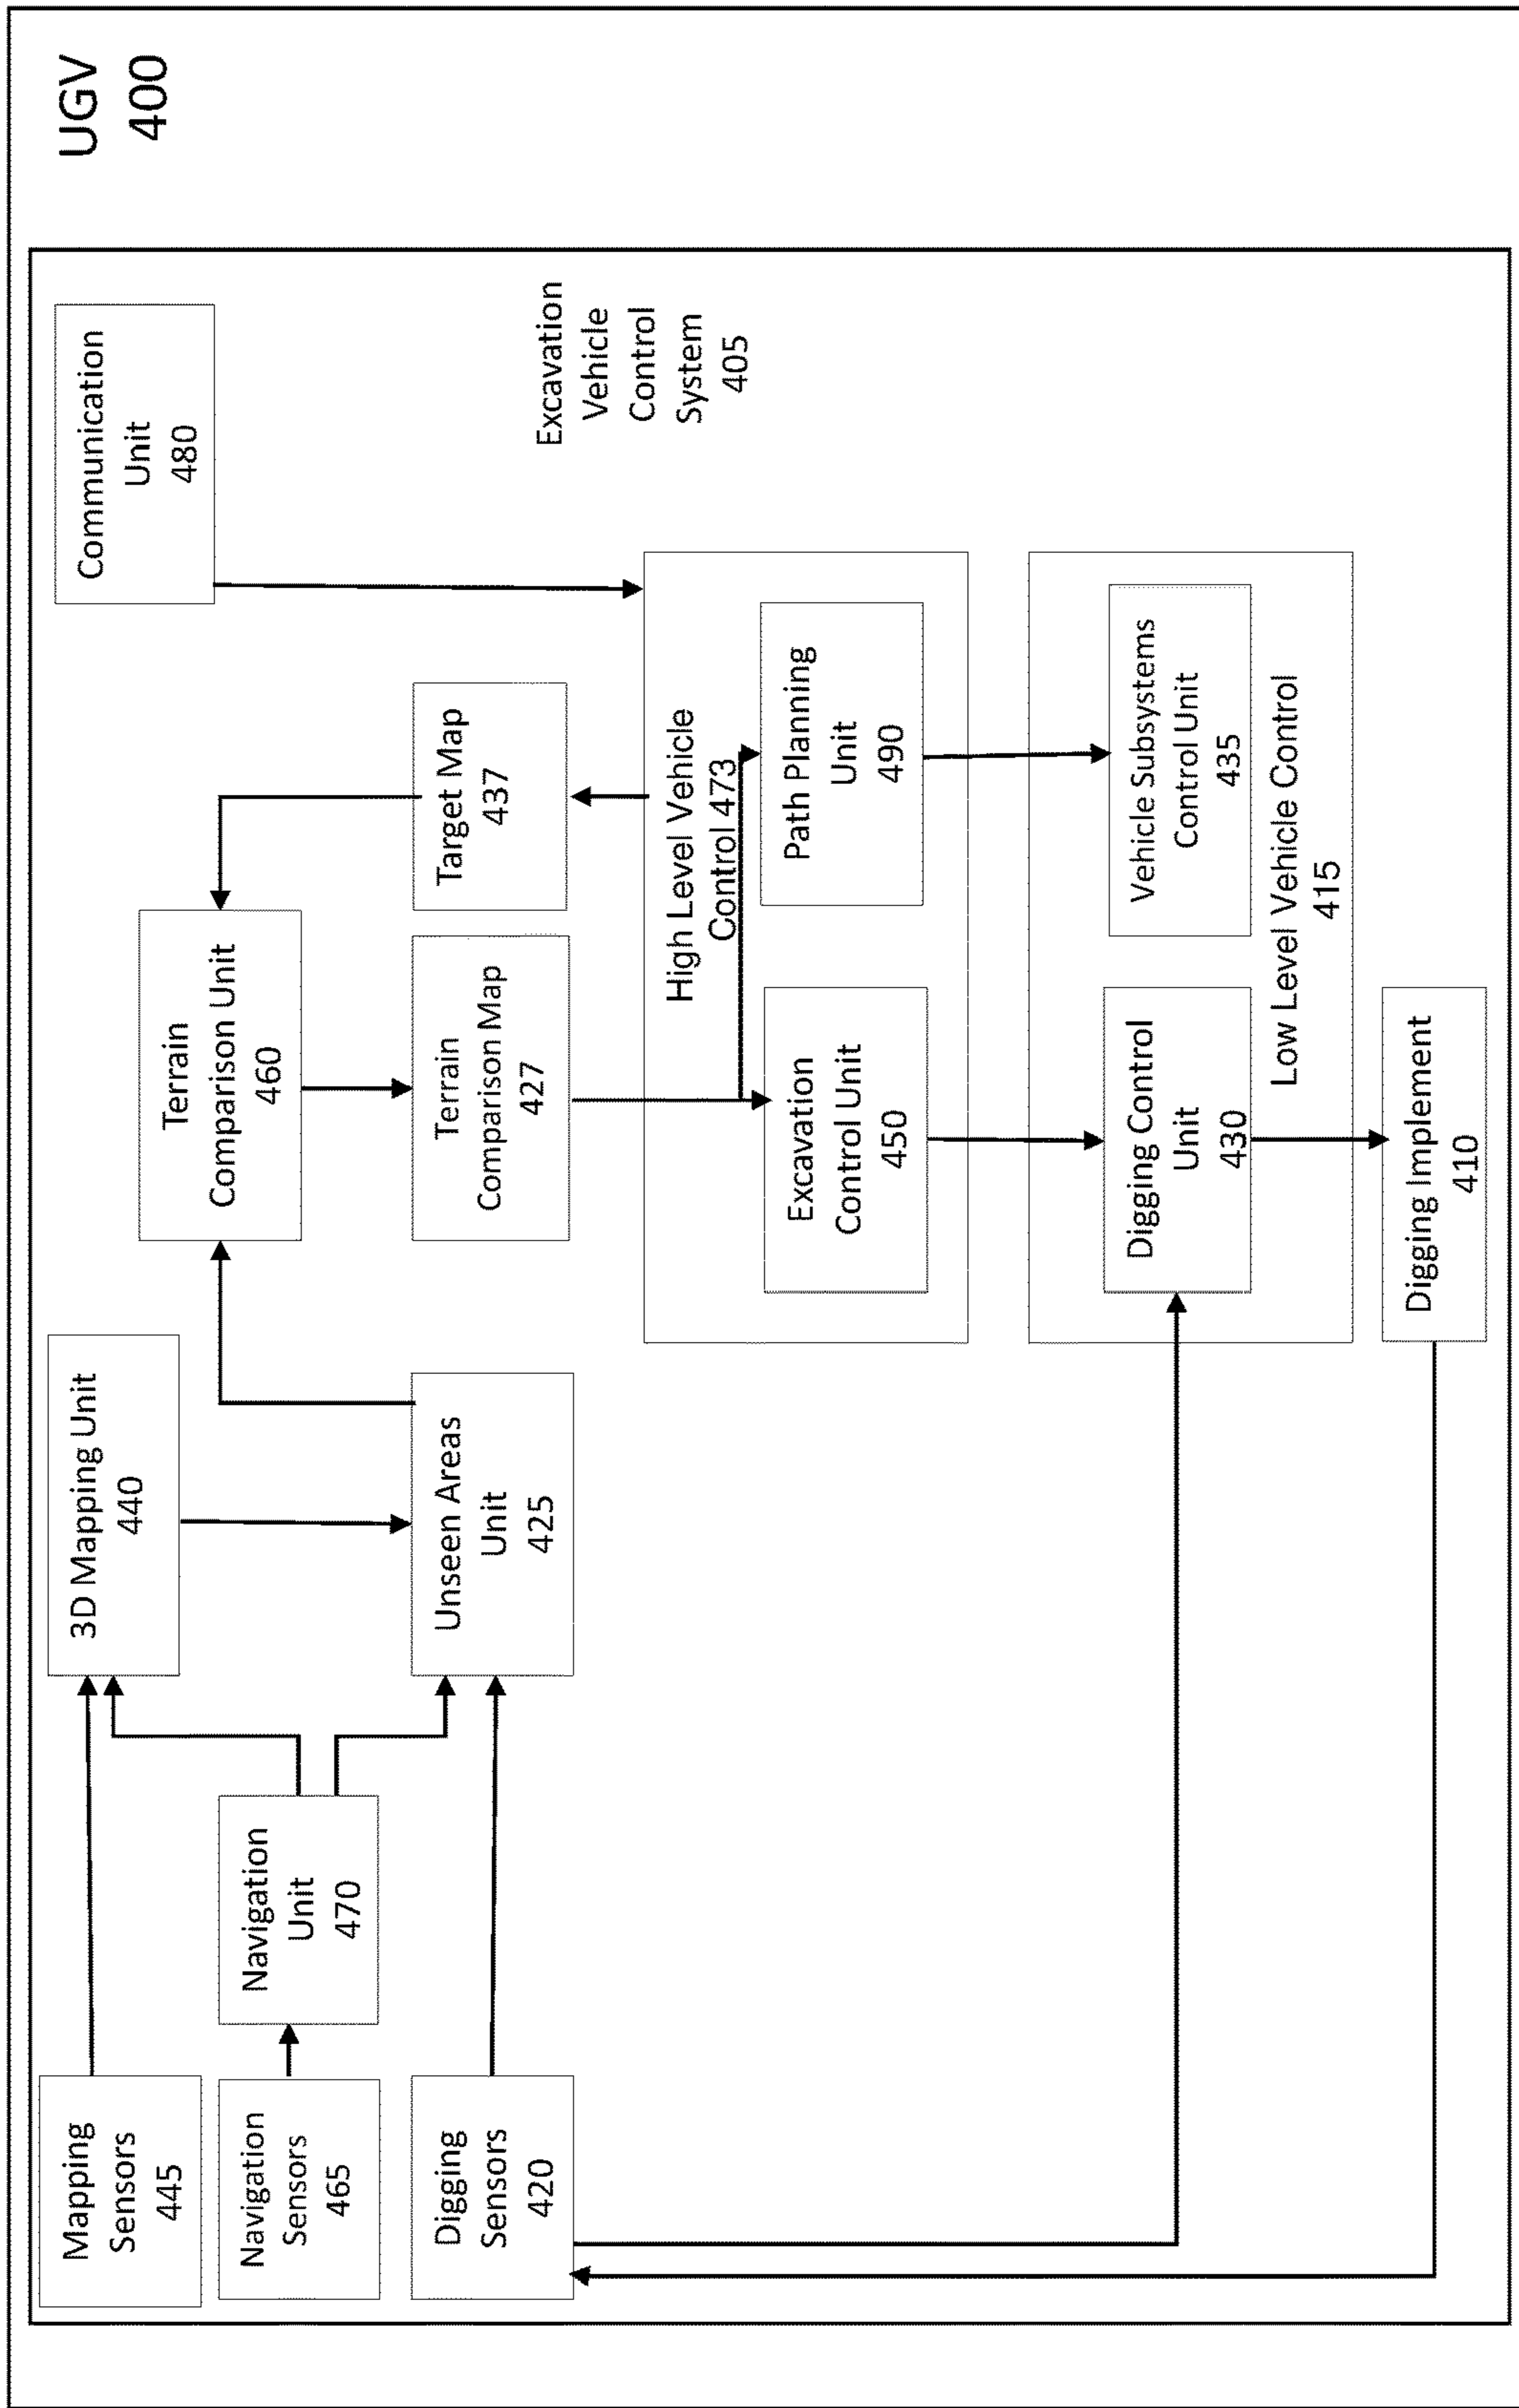 UGV
400
Mapping
Sensors
445
Navigation
Sensors
465
Digging
Sensors
420
Navigation
Unit
470
3D Mapping Unit
440
Unseen Areas
Unit
425
Terrain
Comparison Unit
460
Terrain
Comparison Map
427
Target Map
437
Communication
Unit
480
Excavation
Vehicle
Control
System
405
High Level Vehicle
Control 473
Excavation
Control Unit
450
Path Planning
Unit
490
Digging Control
Unit
430
Vehicle Subsystems
Control Unit
435
Low Level Vehicle Control
415
Digging Implement
410